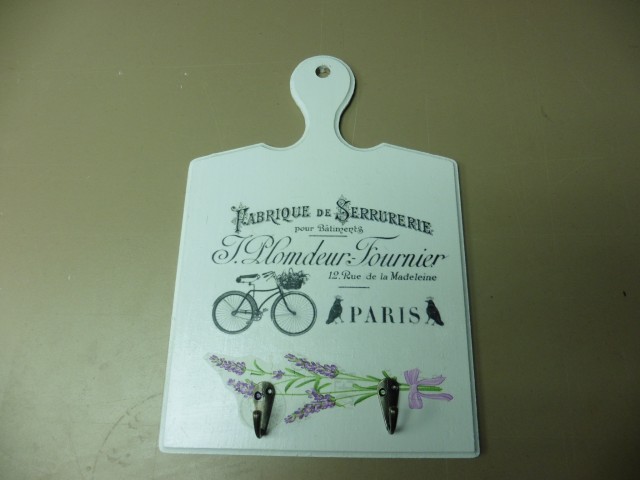 FABRIQUE DE SERRURERIE
pour Bâtiments
J. Plomdeur-Fournier
12, Rue de la Madeleine
PARIS